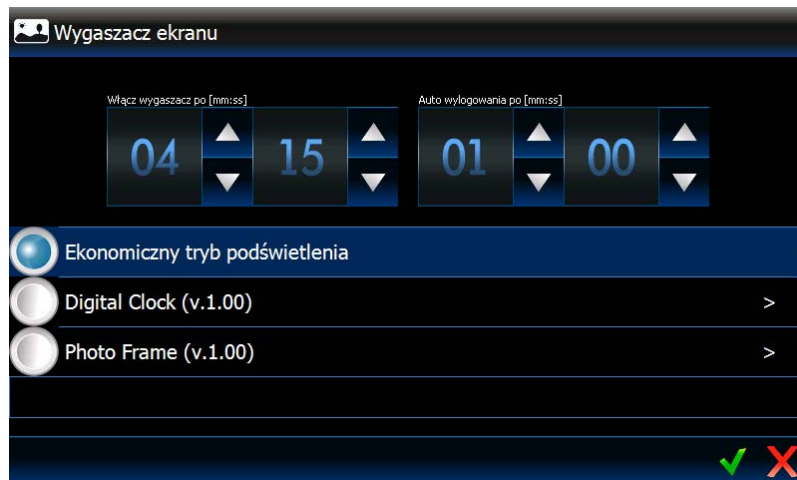 Wygaszacz ekranu
Włącz wygaszacz po [mm:ss] Auto wylogowania po [mm:ss]
04 15 01 00
Ekonomiczny tryb podświetlenia
Digital Clock (v.1.00) >
Photo Frame (v.1.00) >